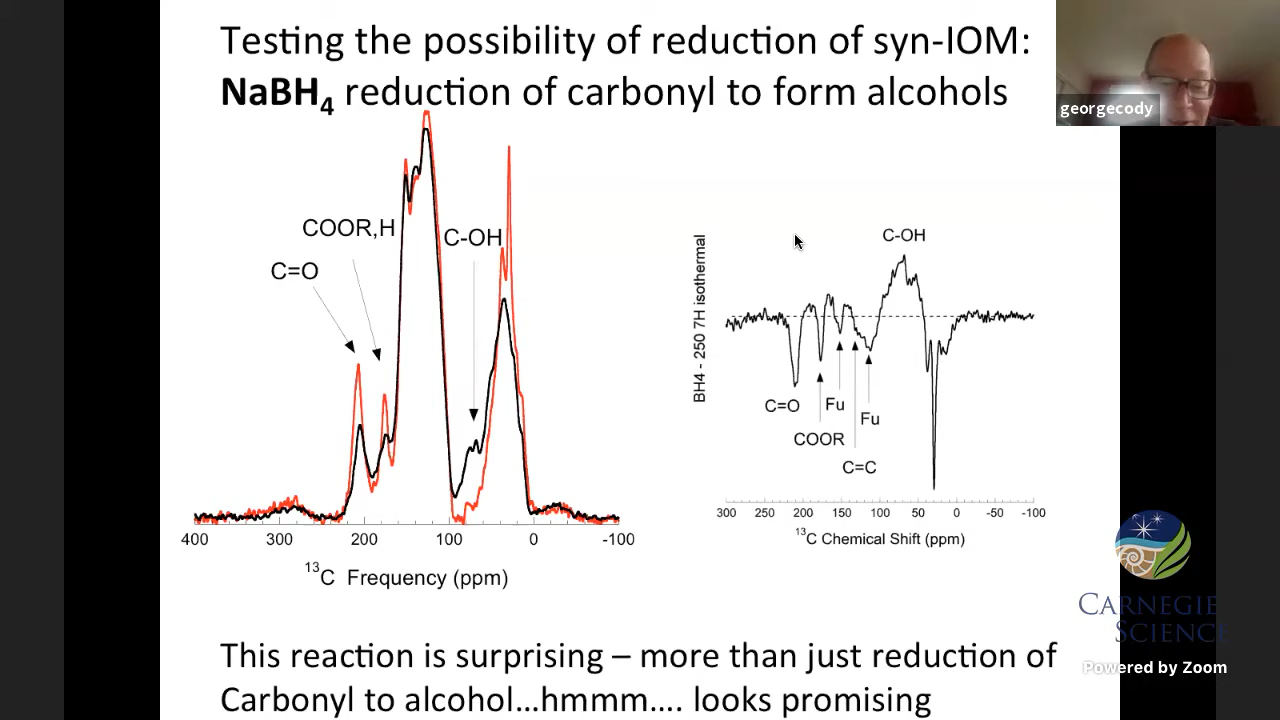 Testing the possibility of reduction of syn-IOM:
NaBH4 reduction of carbonyl to form alcohols
georgecody
COOR,H
C-OH
C=O
400 300 200 100 0 -100
13C Frequency (ppm)
C-OH
BH4 - 250 7H isothermal
C=O
Fu
Fu
COOR
C=C
300 250 200 150 100 50 0 -50 -100
13C Chemical Shift (ppm)
CARNEGIE
SCIENCE
Powered by Zoom
This reaction is surprising – more than just reduction of
Carbonyl to alcohol...hmmm.... looks promising